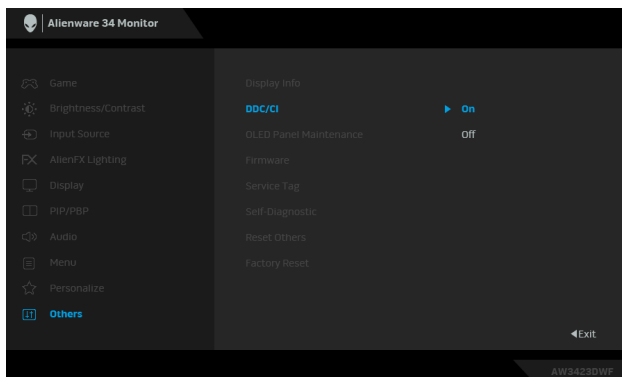 Alienware 34 Monitor
Game
Brightness/Contrast
Input Source
AlienFX Lighting
Display
PIP/PBP
Audio
Menu
Personalize
Others
Display Info
DDC/CI On
OLED Panel Maintenance Off
Firmware
Service Tag
Self-Diagnostic
Reset Others
Factory Reset
Exit
AW3423DWF